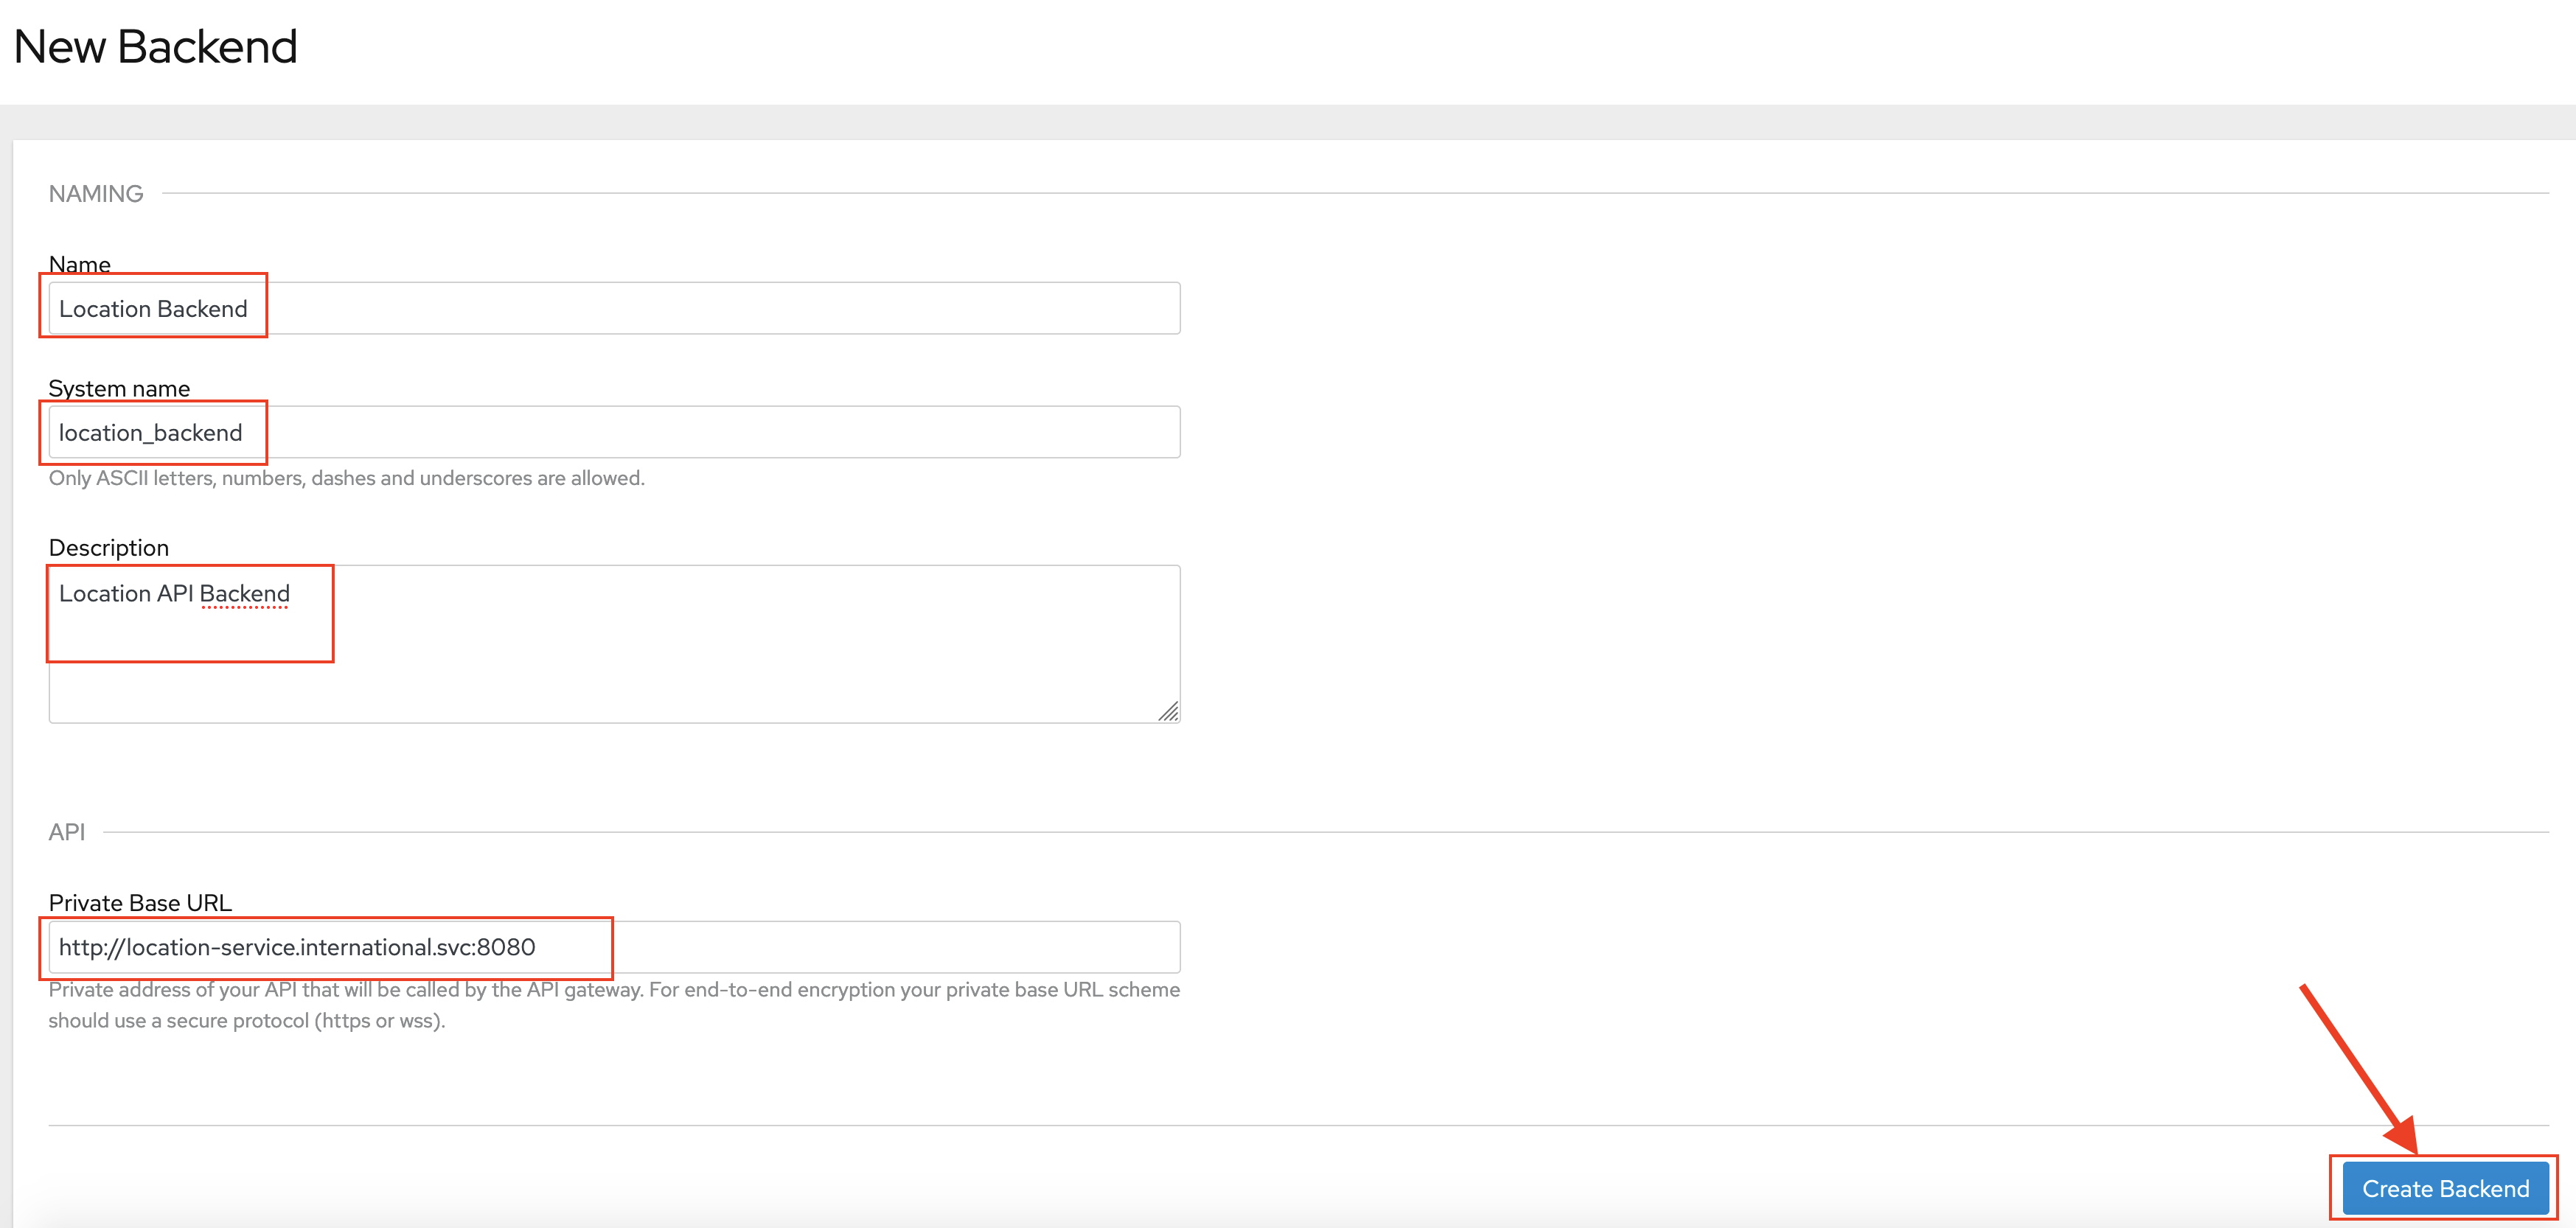 New Backend
NAMING
Name
Location Backend
System name
location_backend
Only ASCII letters, numbers, dashes and underscores are allowed.
Description
Location API Backend
API
Private Base URL
http://location-service.international.svc:8080
Private address of your API that will be called by the API gateway. For end-to-end encryption your private base URL scheme
should use a secure protocol (https or wss).
Create Backend